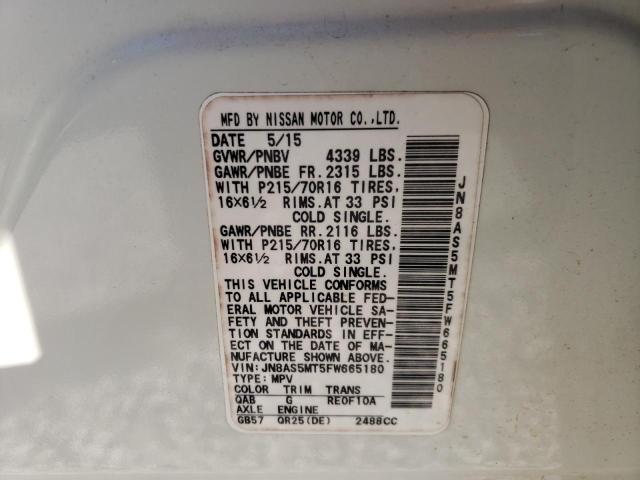 MFD BY NISSAN MOTOR CO.,LTD.
DATE 5/15
GVWR/PNBV 4339 LBS.
GAWR/PNBE FR. 2315 LBS.
WITH P215/70R16 TIRES,
16X6½ RIMS.AT 33 PSI
COLD SINGLE.
GAWR/PNBE RR. 2116 LBS.
WITH P215/70R16 TIRES,
16X6½ RIMS.AT 33 PSI
COLD SINGLE.
THIS VEHICLE CONFORMS
TO ALL APPLICABLE FED-
ERAL MOTOR VEHICLE SA-
FETY AND THEFT PREVEN-
TION STANDARDS IN EFF-
ECT ON THE DATE OF MA-
NUFACTURE SHOWN ABOVE.
VIN: JN8AS5MT5FW665180
TYPE: MPV
COLOR TRIM TRANS
QAB G RE0F10A
AXLE ENGINE
GB57 QR25(DE) 2488CC
JN8AS5MT5FW665180